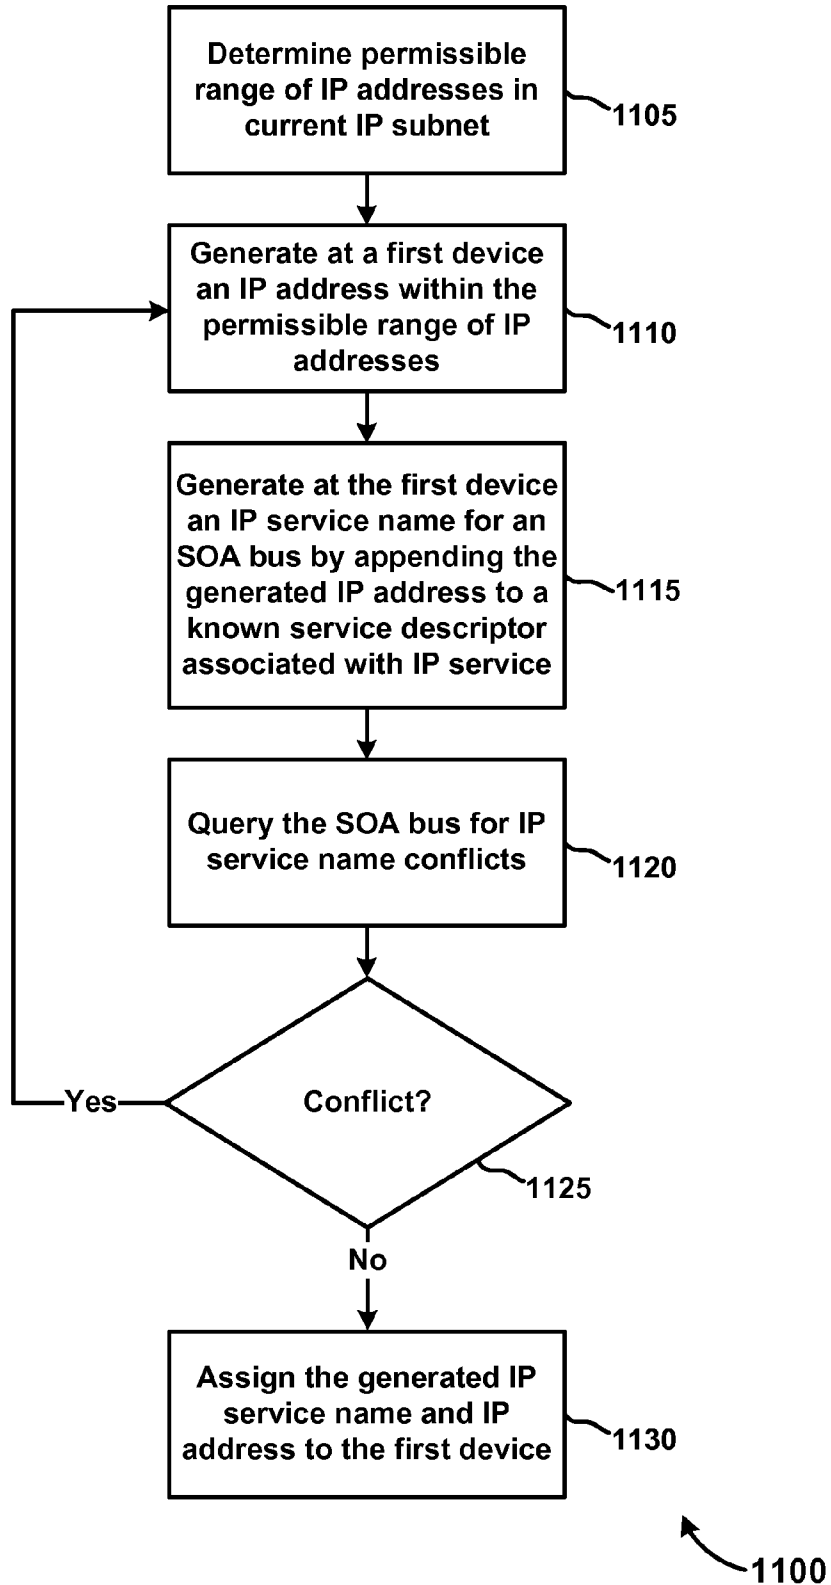 Determine permissible
range of IP addresses in
current IP subnet
1105
Generate at a first device
an IP address within the
permissible range of IP
addresses
1110
Generate at the first device
an IP service name for an
SOA bus by appending the
generated IP address to a
known service descriptor
associated with IP service
1115
Query the SOA bus for IP
service name conflicts
1120
Conflict?
Yes
1125
No
Assign the generated IP
service name and IP
address to the first device
1130
1100